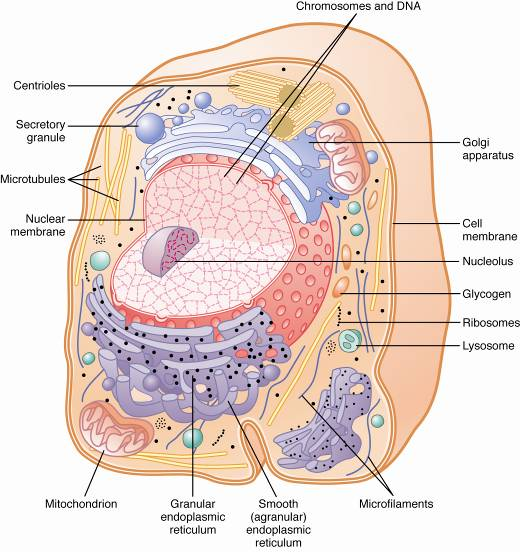 Chromosomes and DNA
Centrioles
Secretory
granule
Microtubules
Nuclear
membrane
Golgi
apparatus
Cell
membrane
Nucleolus
Glycogen
Ribosomes
Lysosome
Mitochondrion
Granular
endoplasmic
reticulum
Smooth
(agranular)
endoplasmic
reticulum
Microfilaments